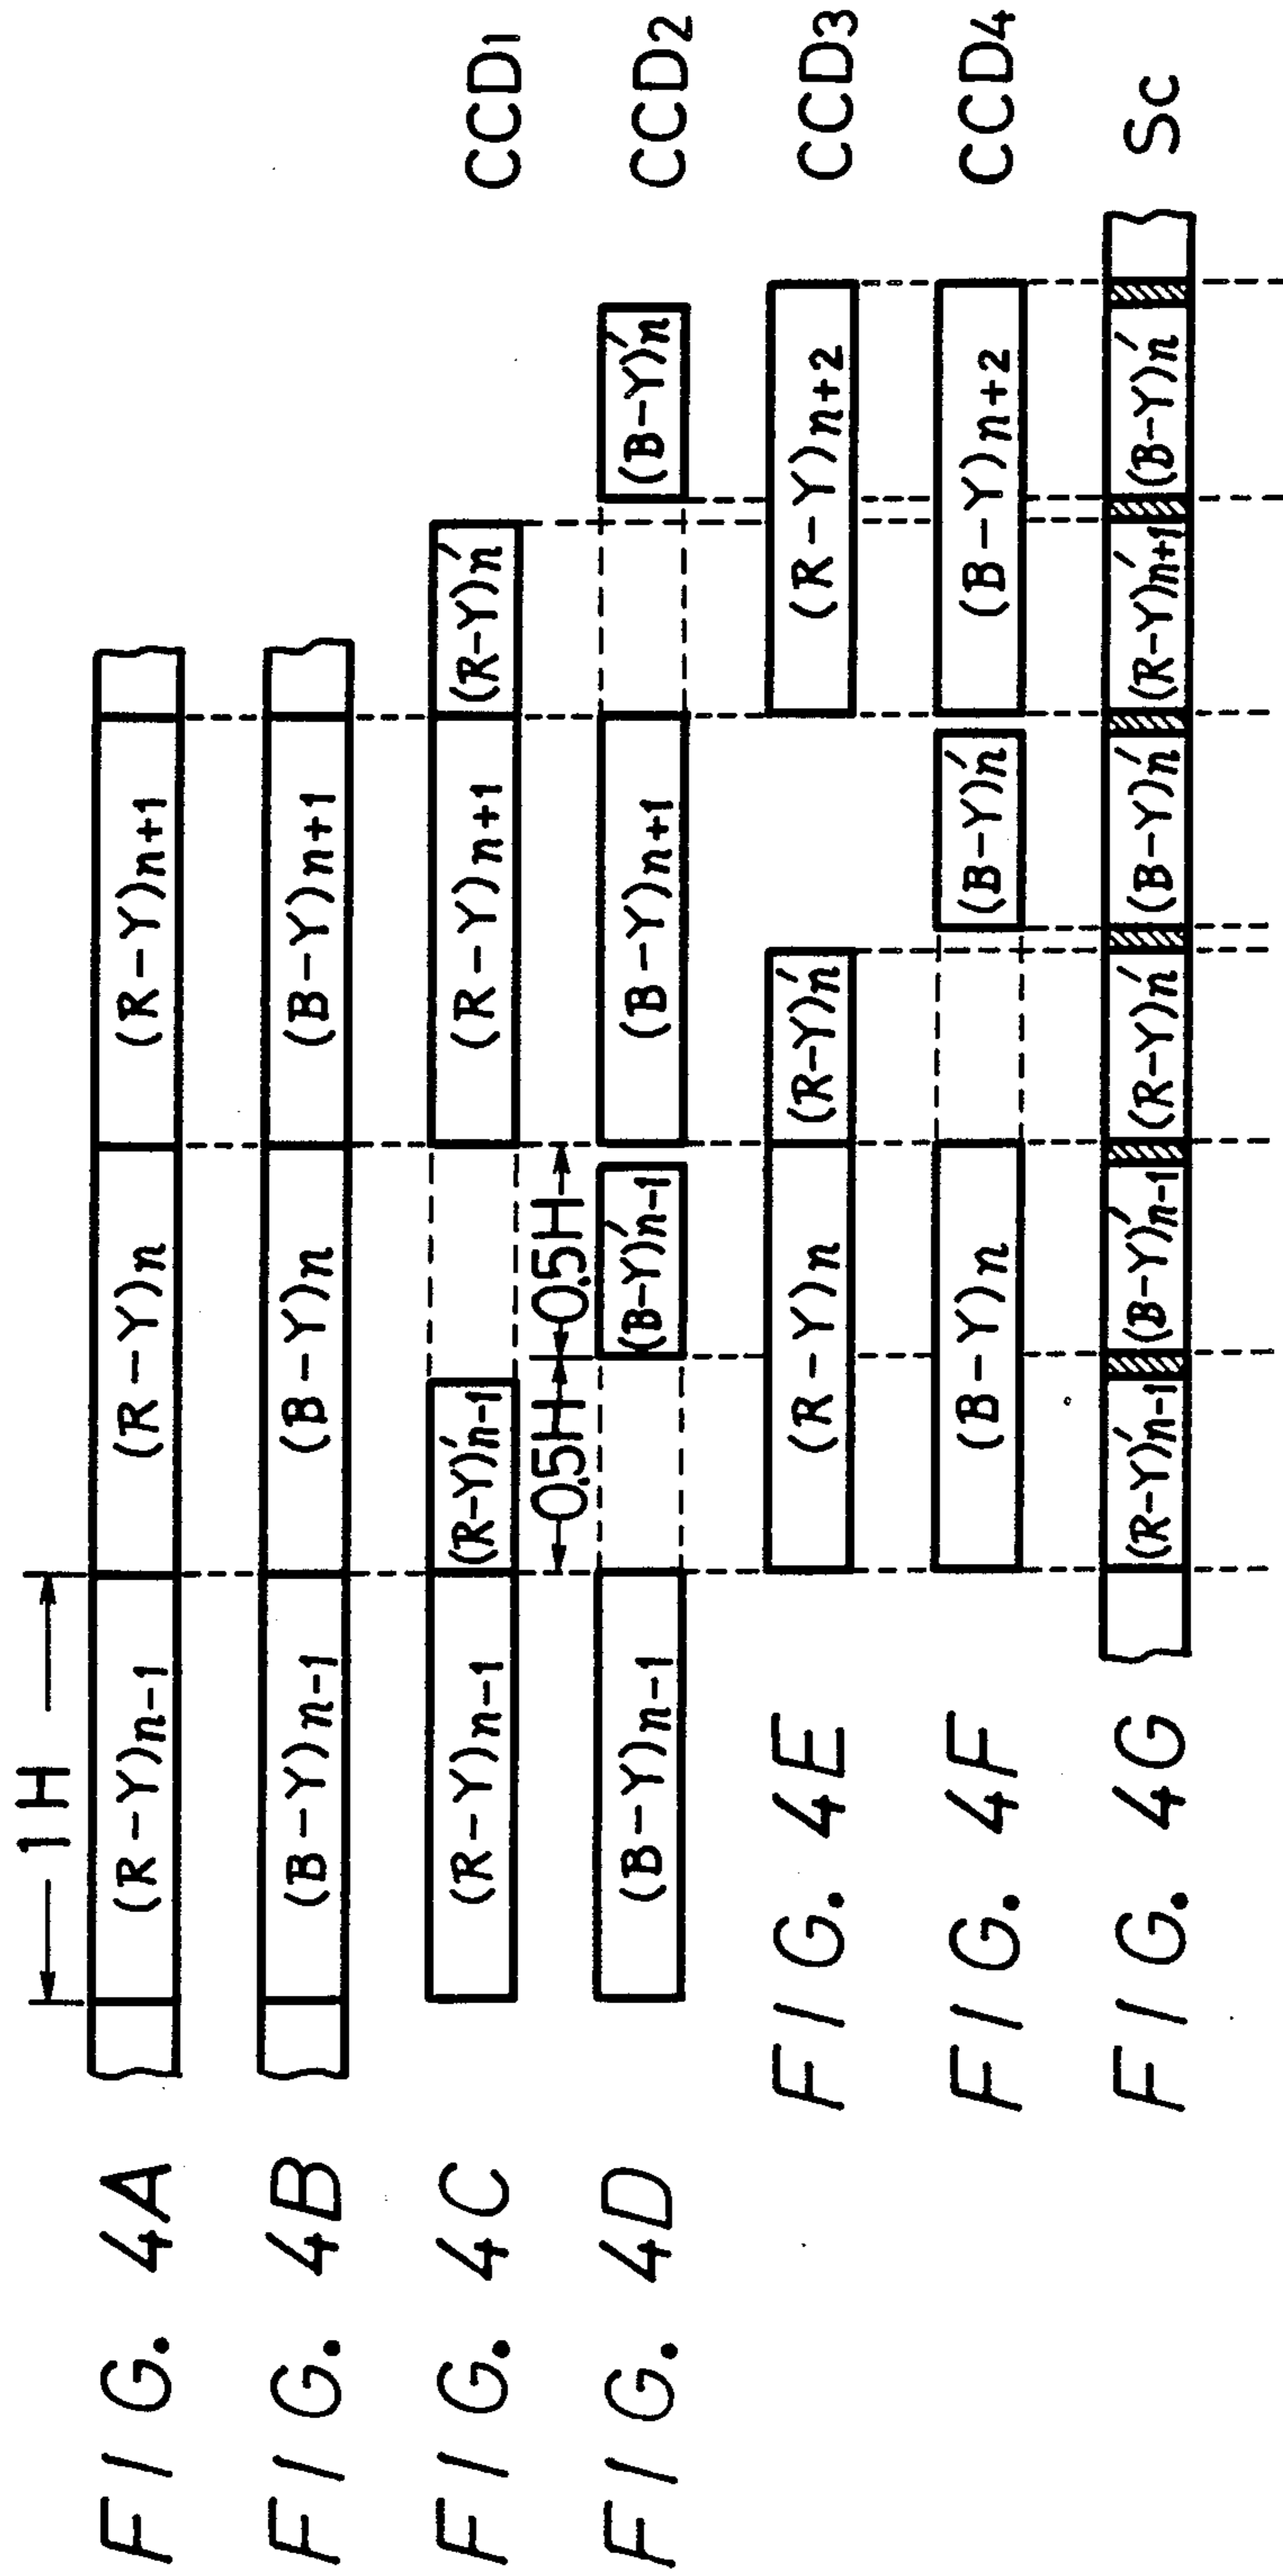 1H
FIG. 4A (R-Y)n-1 (R-Y)n (R-Y)n+1
FIG. 4B (B-Y)n-1 (B-Y)n (B-Y)n+1
FIG. 4C (R-Y)n-1 (R-Y)'n-1 (R-Y)n+1 (R-Y)'n CCD1
0.5H 0.5H
FIG. 4D (B-Y)n-1 (B-Y)'n-1 (B-Y)n+1 (B-Y)'n CCD2
FIG. 4E (R-Y)n (R-Y)'n (R-Y)n+2 CCD3
FIG. 4F (B-Y)n (B-Y)'n (B-Y)n+2 CCD4
FIG. 4G (R-Y)'n-1 (B-Y)'n-1 (R-Y)'n (B-Y)'n (R-Y)'n+1 (B-Y)'n Sc